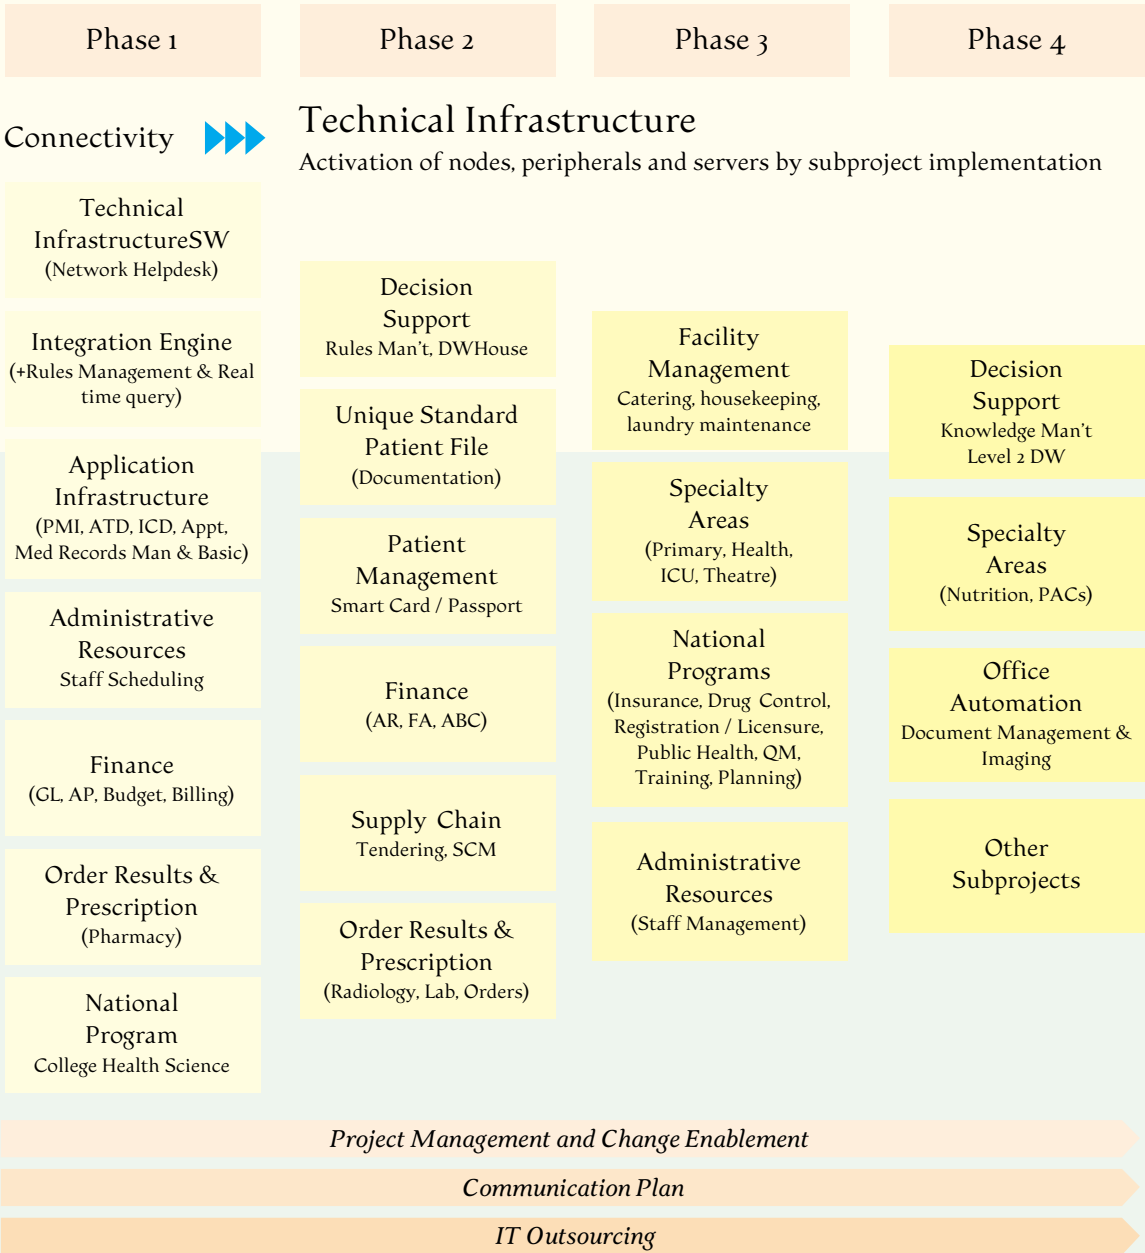 Phase 1
Phase 2
Phase 3
Phase 4
Connectivity
Technical Infrastructure
Activation of nodes, peripherals and servers by subproject implementation
Technical
InfrastructureSW
(Network Helpdesk)
Integration Engine
(+Rules Management & Real
time query)
Application
Infrastructure
(PMI, ATD, ICD, Appt,
Med Records Man & Basic)
Administrative
Resources
Staff Scheduling
Finance
(GL, AP, Budget, Billing)
Order Results &
Prescription
(Pharmacy)
National
Program
College Health Science
Decision
Support
Rules Man't, DWHouse
Unique Standard
Patient File
(Documentation)
Patient
Management
Smart Card / Passport
Finance
(AR, FA, ABC)
Supply Chain
Tendering, SCM
Order Results &
Prescription
(Radiology, Lab, Orders)
Facility
Management
Catering, housekeeping,
laundry maintenance
Specialty
Areas
(Primary, Health,
ICU, Theatre)
National
Programs
(Insurance, Drug Control,
Registration / Licensure,
Public Health, QM,
Training, Planning)
Administrative
Resources
(Staff Management)
Decision
Support
Knowledge Man't
Level 2 DW
Specialty
Areas
(Nutrition, PACs)
Office
Automation
Document Management &
Imaging
Other
Subprojects
Project Management and Change Enablement
Communication Plan
IT Outsourcing